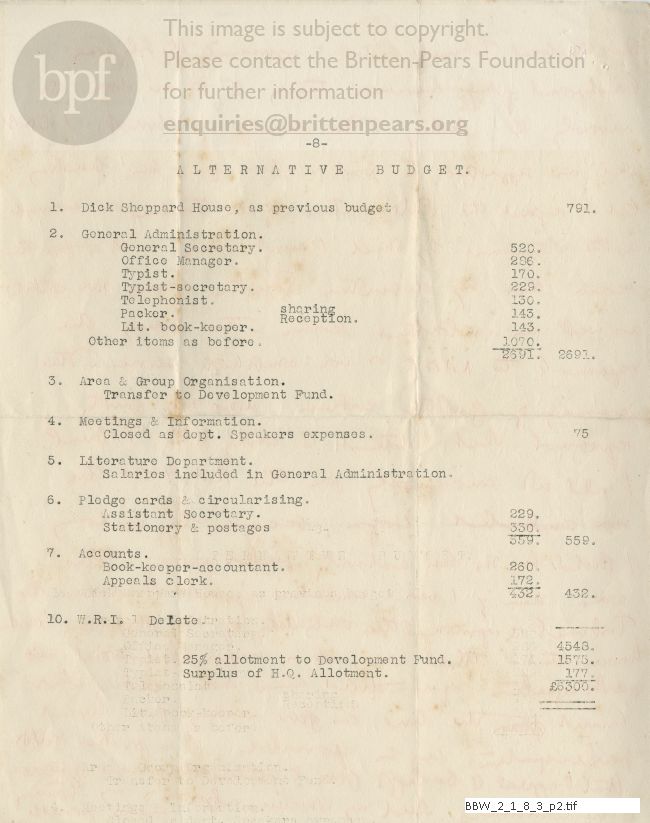 bpf
This image is subject to copyright.
Please contact the Britten-Pears Foundation
for further information
enquiries@brittenpears.org
-8-
ALTERNATIVE BUDGET.
1. Dick Sheppard House, as previous budget 791.
2. General Administration.
General Secretary. 520.
Office Manager. 286.
Typist. 170.
Typist-secretary. 229.
Telephonist. 130.
Packer. sharing Reception. 143.
Lit. book-keeper. 143.
Other items as before. 1070.
2691. 2691.
3. Area & Group Organisation.
Transfer to Development Fund.
4. Meetings & Information.
Closed as dept. Speakers expenses. 75
5. Literature Department.
Salaries included in General Administration.
6. Pledge cards & circularising.
Assistant Secretary. 229.
Stationery & postages 330.
559. 559.
7. Accounts.
Book-keeper-accountant. 260.
Appeals clerk. 172.
432. 432.
10. W.R.I. Delete.
4548.
25% allotment to Development Fund. 1575.
Surplus of H.Q. Allotment. 177.
£6300.
BBW_2_1_8_3_p2.tif